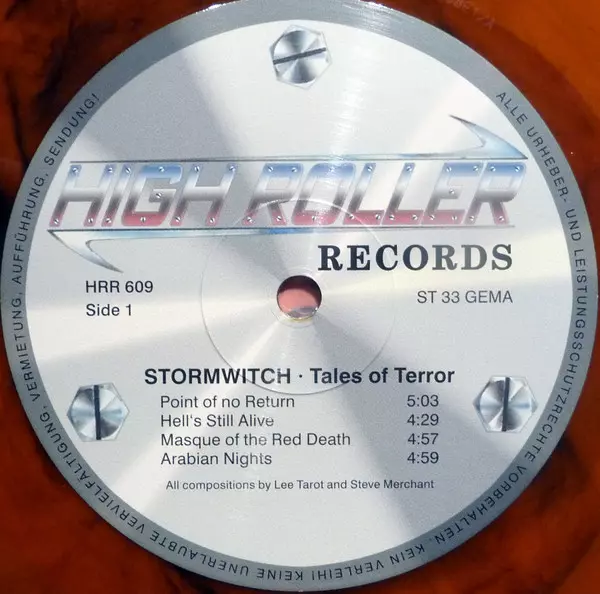 HIGH ROLLER
RECORDS
HRR 609
Side 1
ST 33 GEMA
STORMWITCH · Tales of Terror
Point of no Return 5:03
Hell's Still Alive 4:29
Masque of the Red Death 4:57
Arabian Nights 4:59
All compositions by Lee Tarot and Steve Merchant
ALLE URHEBER- UND LEISTUNGSSCHUTZRECHTE VORBEHALTEN. KEIN VERLEIH! KEINE UNERLAUBTE VERVIELFÄLTIGUNG, VERMIETUNG, AUFFÜHRUNG, SENDUNG!